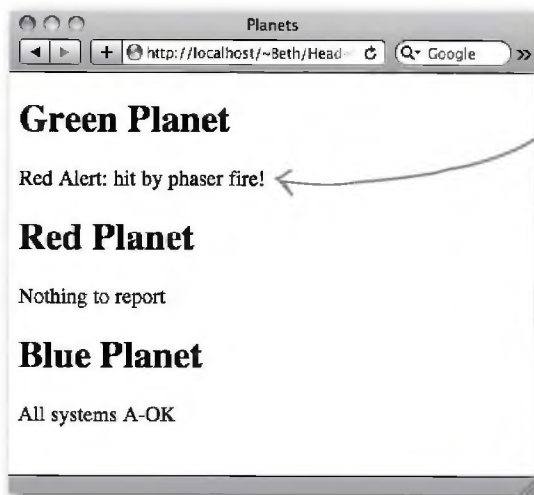 Planets
http://localhost/~Beth/Head
Google
Green Planet
Red Alert: hit by phaser fire!
Red Planet
Nothing to report
Blue Planet
All systems A-OK